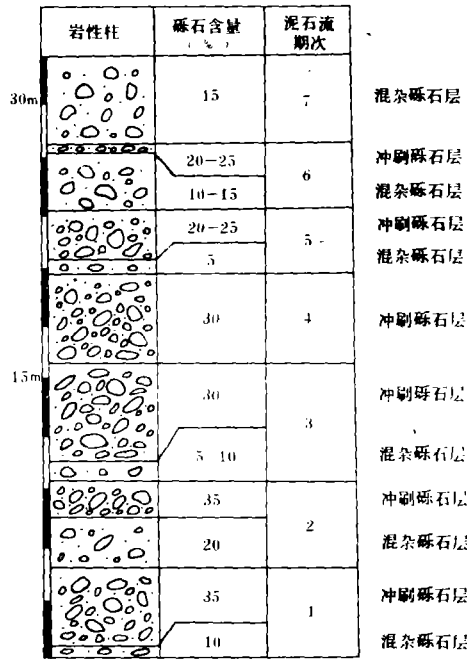 岩性柱 砾石含量 泥石流
(%) 期次
30m 15 7 混杂砾石层
20-25 冲刷砾石层
6
10-15 混杂砾石层
20-25 冲刷砾石层
5
5 混杂砾石层
30 4 冲刷砾石层
15m
30 冲刷砾石层
3
5-10 混杂砾石层
35 冲刷砾石层
2
20 混杂砾石层
35 冲刷砾石层
1
10 混杂砾石层